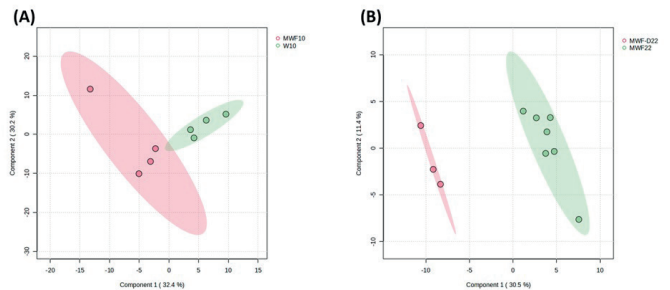 (A)
MWF10
W10
20
10
0
-10
-20
-30
Component 2 ( 30.2 %)
-20
-15
-10
-5
0
5
10
15
Component 1 ( 32.4 %)
(B)
MWF-D22
MWF22
10
5
0
-5
-10
Component 2 ( 11.4 %)
-10
-5
0
5
10
Component 1 ( 30.5 %)